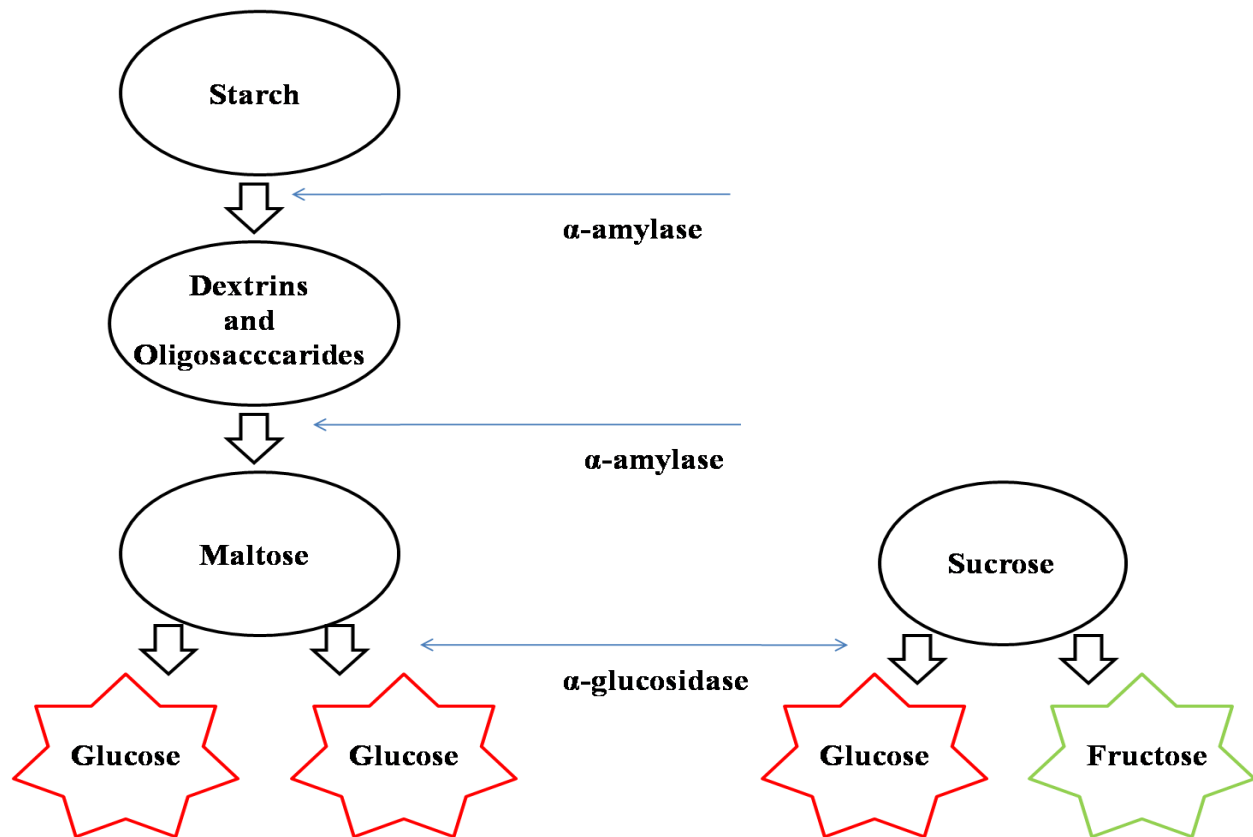 Starch
α-amylase
Dextrins
and
Oligosacccarides
α-amylase
Maltose
Sucrose
α-glucosidase
Glucose
Glucose
Glucose
Fructose